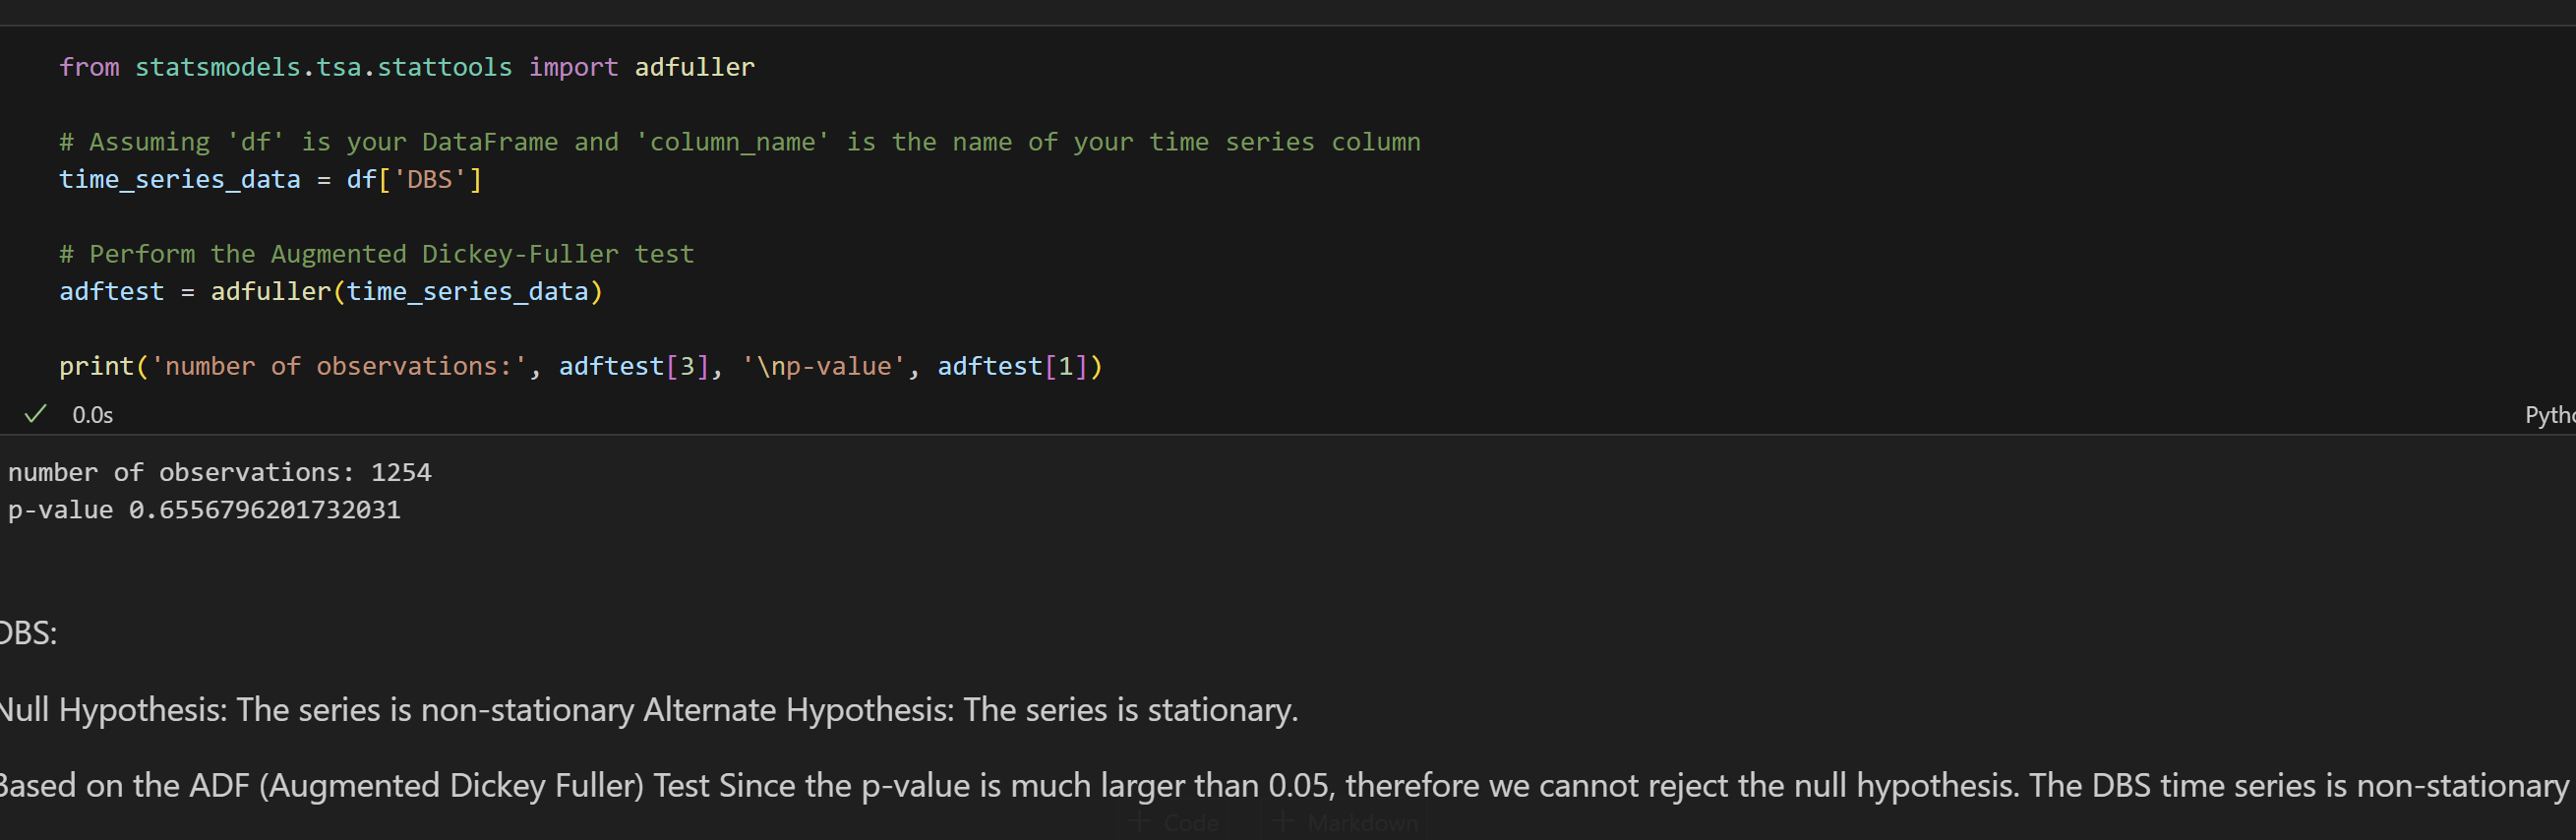 from statsmodels.tsa.stattools import adfuller
# Assuming 'df' is your DataFrame and 'column_name' is the name of your time series column
time_series_data = df['DBS']
# Perform the Augmented Dickey-Fuller test
adftest = adfuller(time_series_data)
print('number of observations:', adftest[3], '\np-value', adftest[1])
0.0s
Pytho
number of observations: 1254
p-value 0.6556796201732031
DBS:
Null Hypothesis: The series is non-stationary Alternate Hypothesis: The series is stationary.
Based on the ADF (Augmented Dickey Fuller) Test Since the p-value is much larger than 0.05, therefore we cannot reject the null hypothesis. The DBS time series is non-stationary
+ Code + Markdown